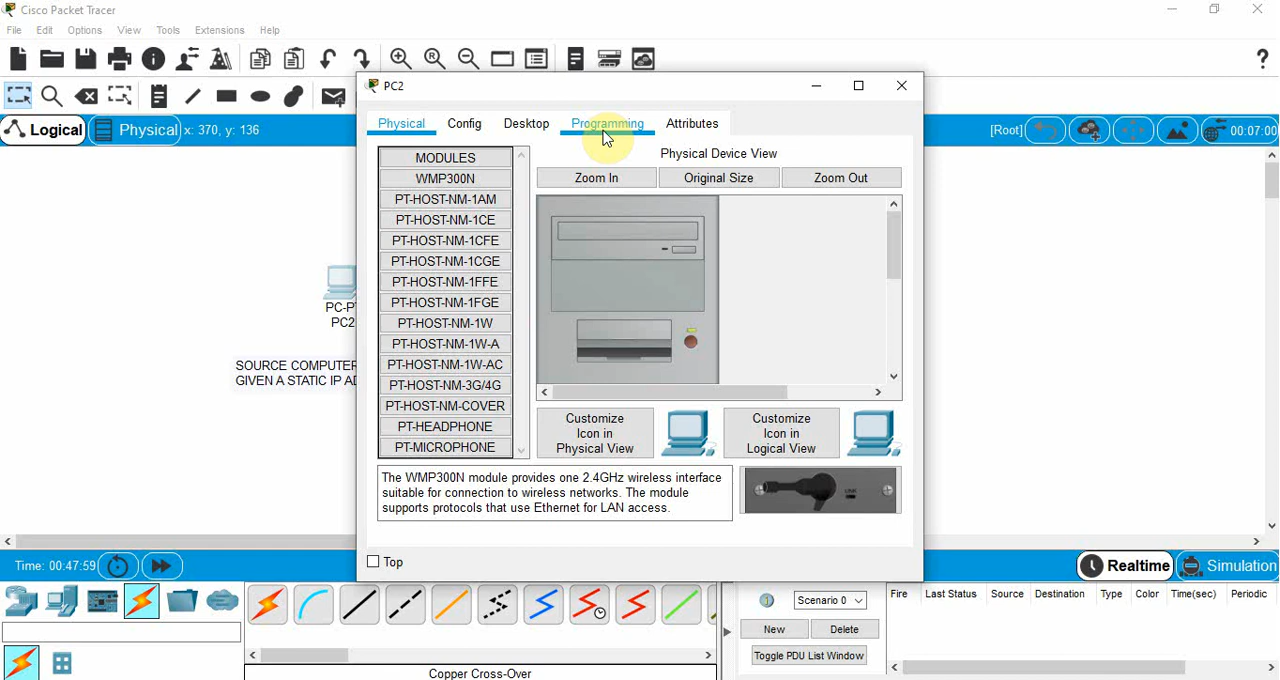 Cisco Packet Tracer
File Edit Options View Tools Extensions Help
?
Logical Physical x: 370, y: 136
[Root] 00:07:00
PC2
Physical Config Desktop Programming Attributes
MODULES
WMP300N
PT-HOST-NM-1AM
PT-HOST-NM-1CE
PT-HOST-NM-1CFE
PT-HOST-NM-1CGE
PT-HOST-NM-1FFE
PT-HOST-NM-1FGE
PT-HOST-NM-1W
PT-HOST-NM-1W-A
PT-HOST-NM-1W-AC
PT-HOST-NM-3G/4G
PT-HOST-NM-COVER
PT-HEADPHONE
PT-MICROPHONE
Physical Device View
Zoom In Original Size Zoom Out
Customize
Icon in
Physical View
Customize
Icon in
Logical View
The WMP300N module provides one 2.4GHz wireless interface
suitable for connection to wireless networks. The module
supports protocols that use Ethernet for LAN access.
LINK
Top
PC-PT
PC2
SOURCE COMPUTER
GIVEN A STATIC IP AD
Time: 00:47:59
Realtime Simulation
Scenario 0
New Delete
Toggle PDU List Window
Fire Last Status Source Destination Type Color Time(sec) Periodic
Copper Cross-Over